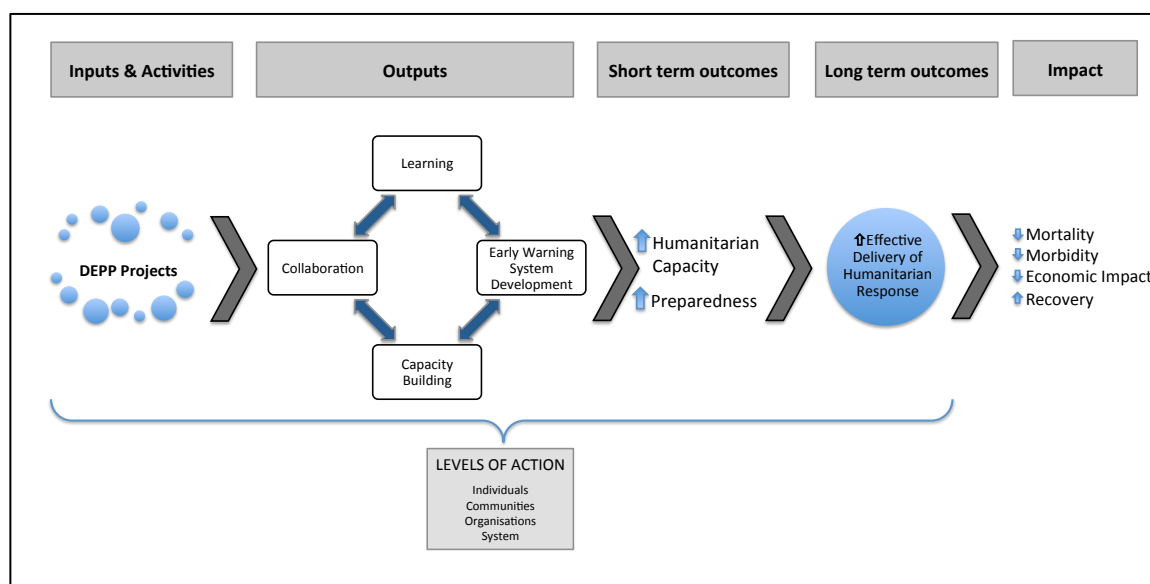 Inputs & Activities
Outputs
Short term outcomes
Long term outcomes
Impact
DEPP Projects
Learning
Collaboration
Early Warning
System
Development
Capacity
Building
Humanitarian
Capacity
Preparedness
Effective
Delivery of
Humanitarian
Response
Mortality
Morbidity
Economic Impact
Recovery
LEVELS OF ACTION
Individuals
Communities
Organisations
System